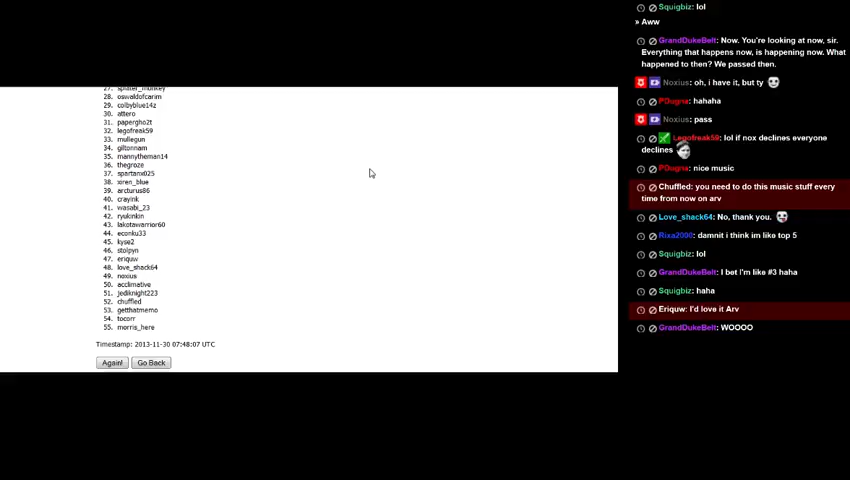 27. splater_monkey
28. oswaldofcarim
29. colbyblue14z
30. attero
31. papergho2t
32. legofreak59
33. mullegun
34. giltonnam
35. mannytheman14
36. thegroze
37. spartanx025
38. xiren_blue
39. arcturus86
40. crayink
41. wasabi_23
42. ryukinkin
43. lakotawarrior60
44. econku33
45. kyse2
46. stolpyn
47. eriquw
48. love_shack64
49. noxius
50. acclimative
51. jediknight223
52. chuffled
53. getthatmemo
54. tocorr
55. morris_here
Timestamp: 2013-11-30 07:48:07 UTC
Again! Go Back
Squigbiz: lol
» Aww
GrandDukeBelt: Now. You're looking at now, sir.
Everything that happens now, is happening now. What
happened to then? We passed then.
Noxius: oh, i have it, but ty
PDugna: hahaha
Noxius: pass
Legofreak59: lol if nox declines everyone
declines
PDugna: nice music
Chuffled: you need to do this music stuff every
time from now on arv
Love_shack64: No, thank you.
Rixa2000: damnit i think im like top 5
Squigbiz: lol
GrandDukeBelt: I bet I'm like #3 haha
Squigbiz: haha
Eriquw: I'd love it Arv
GrandDukeBelt: WOOOO